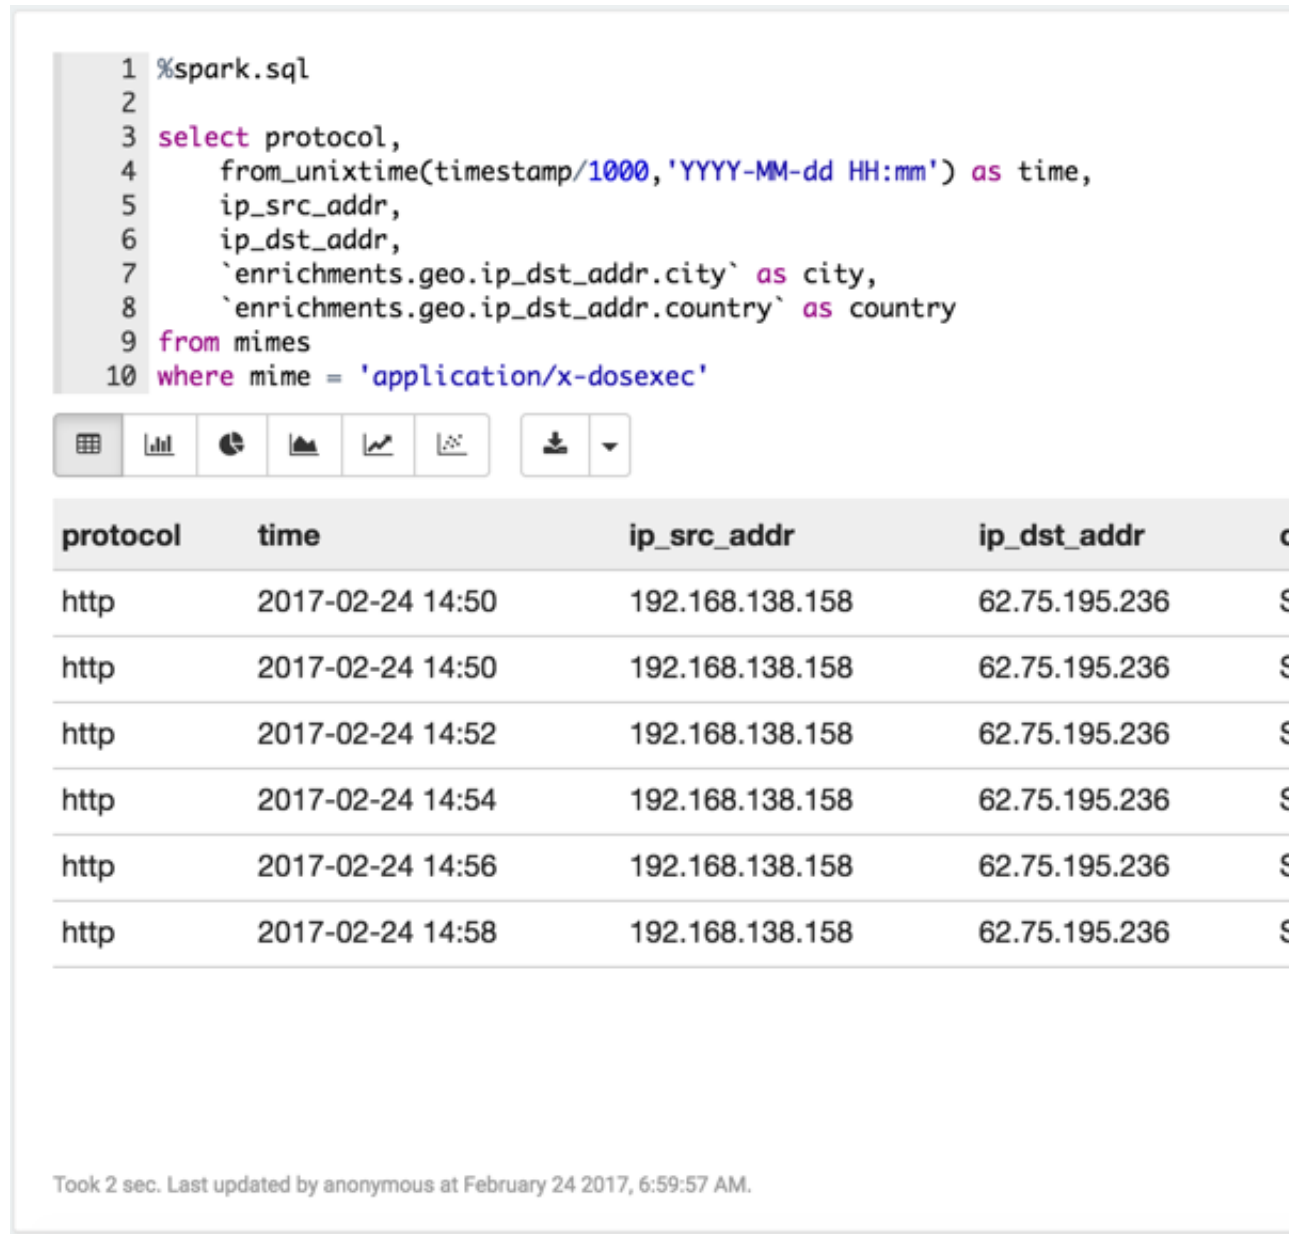 1 %spark.sql
2
3 select protocol,
4 from_unixtime(timestamp/1000,'YYYY-MM-dd HH:mm') as time,
5 ip_src_addr,
6 ip_dst_addr,
7 `enrichments.geo.ip_dst_addr.city` as city,
8 `enrichments.geo.ip_dst_addr.country` as country
9 from mimes
10 where mime = 'application/x-dosexec'
protocol time ip_src_addr ip_dst_addr
http 2017-02-24 14:50 192.168.138.158 62.75.195.236
http 2017-02-24 14:50 192.168.138.158 62.75.195.236
http 2017-02-24 14:52 192.168.138.158 62.75.195.236
http 2017-02-24 14:54 192.168.138.158 62.75.195.236
http 2017-02-24 14:56 192.168.138.158 62.75.195.236
http 2017-02-24 14:58 192.168.138.158 62.75.195.236
Took 2 sec. Last updated by anonymous at February 24 2017, 6:59:57 AM.